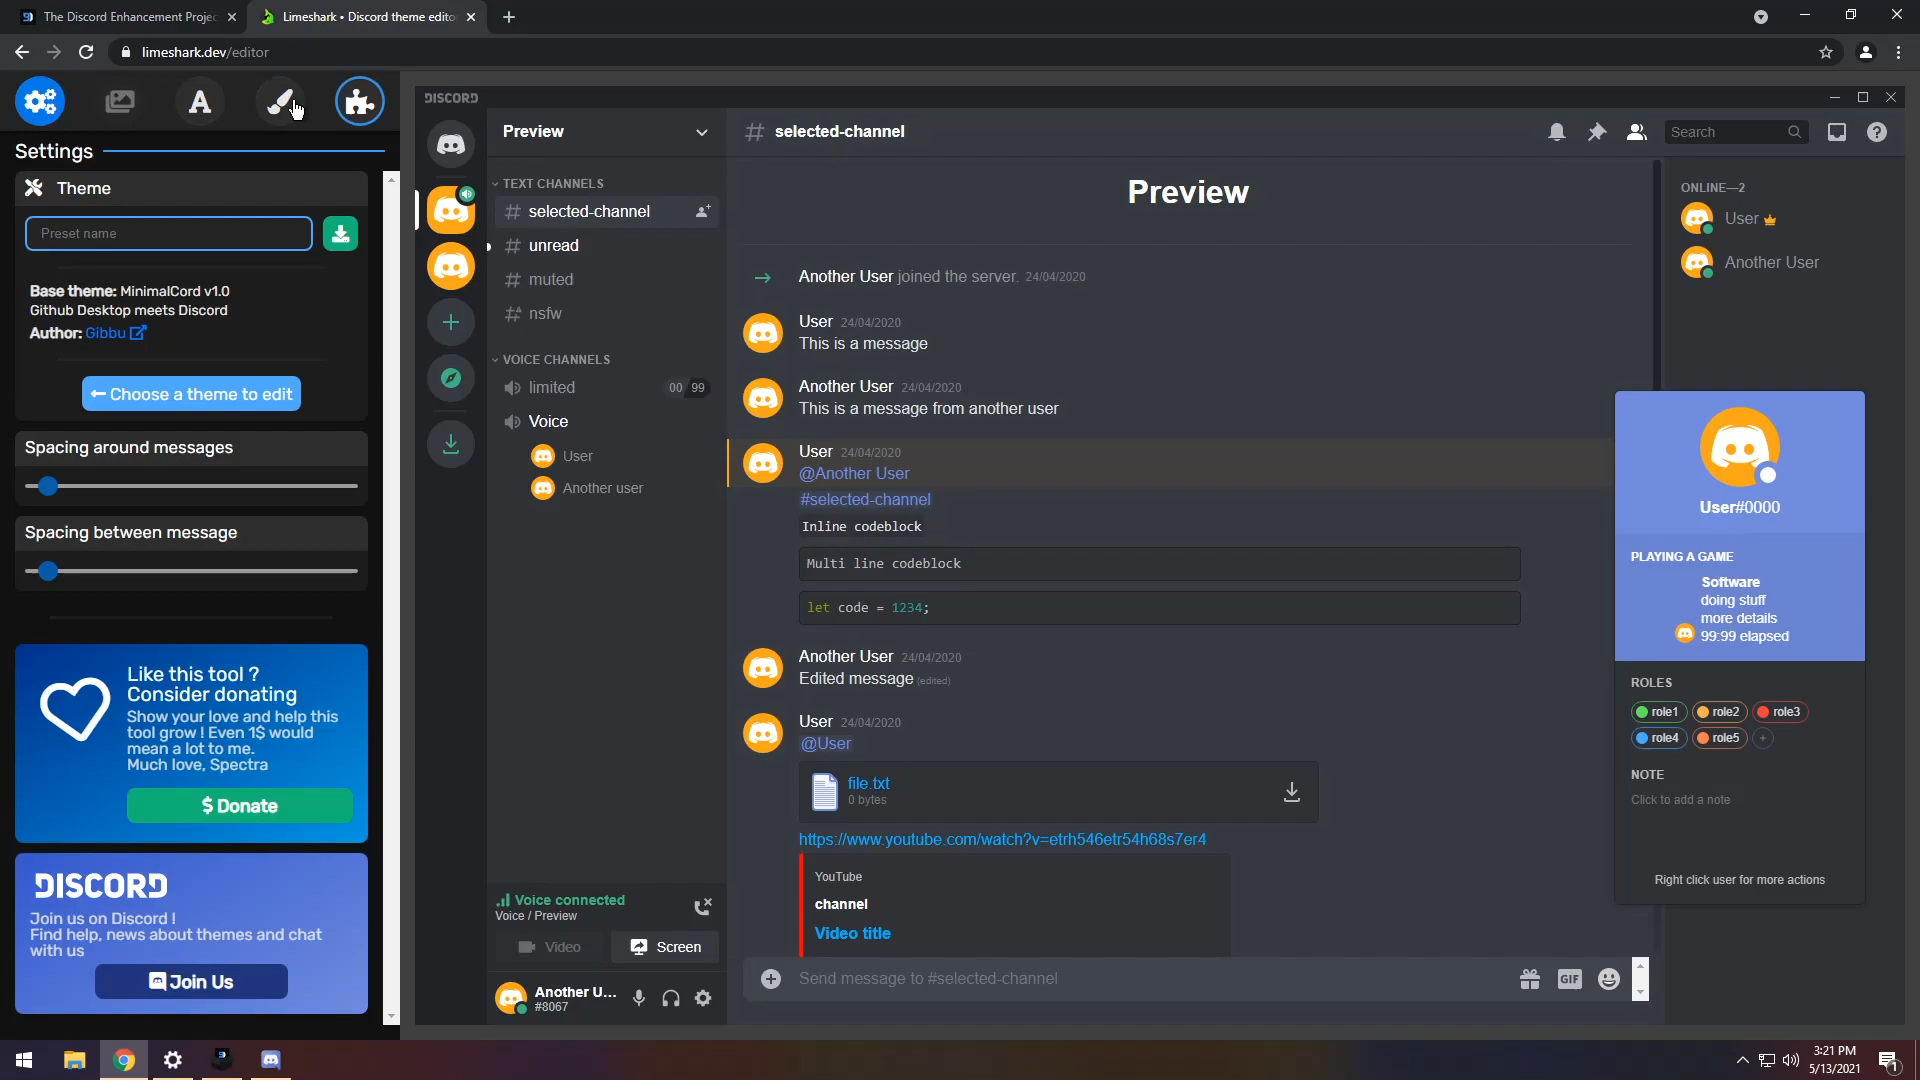 The Discord Enhancement Projec
Limeshark • Discord theme edito
limeshark.dev/editor
A
Settings
Theme
Preset name
Base theme: MinimalCord v1.0
Github Desktop meets Discord
Author: Gibbu
Choose a theme to edit
Spacing around messages
Spacing between message
Like this tool ?
Consider donating
Show your love and help this
tool grow ! Even 1$ would
mean a lot to me.
Much love, Spectra
$ Donate
DISCORD
Join us on Discord !
Find help, news about themes and chat
with us
Join Us
DISCORD
Preview
TEXT CHANNELS
# selected-channel
# unread
# muted
# nsfw
VOICE CHANNELS
limited 00 99
Voice
User
Another user
Voice connected
Voice / Preview
Video Screen
Another U...
#8067
# selected-channel
Search
Preview
Another User joined the server. 24/04/2020
User 24/04/2020
This is a message
Another User 24/04/2020
This is a message from another user
User 24/04/2020
@Another User
#selected-channel
Inline codeblock
Multi line codeblock
let code = 1234;
Another User 24/04/2020
Edited message (edited)
User 24/04/2020
@User
file.txt
0 bytes
https://www.youtube.com/watch?v=etrh546etr54h68s7er4
YouTube
channel
Video title
Send message to #selected-channel
GIF
ONLINE—2
User
Another User
User#0000
PLAYING A GAME
Software
doing stuff
more details
99:99 elapsed
ROLES
role1 role2 role3
role4 role5 +
NOTE
Click to add a note
Right click user for more actions
3:21 PM
5/13/2021
1